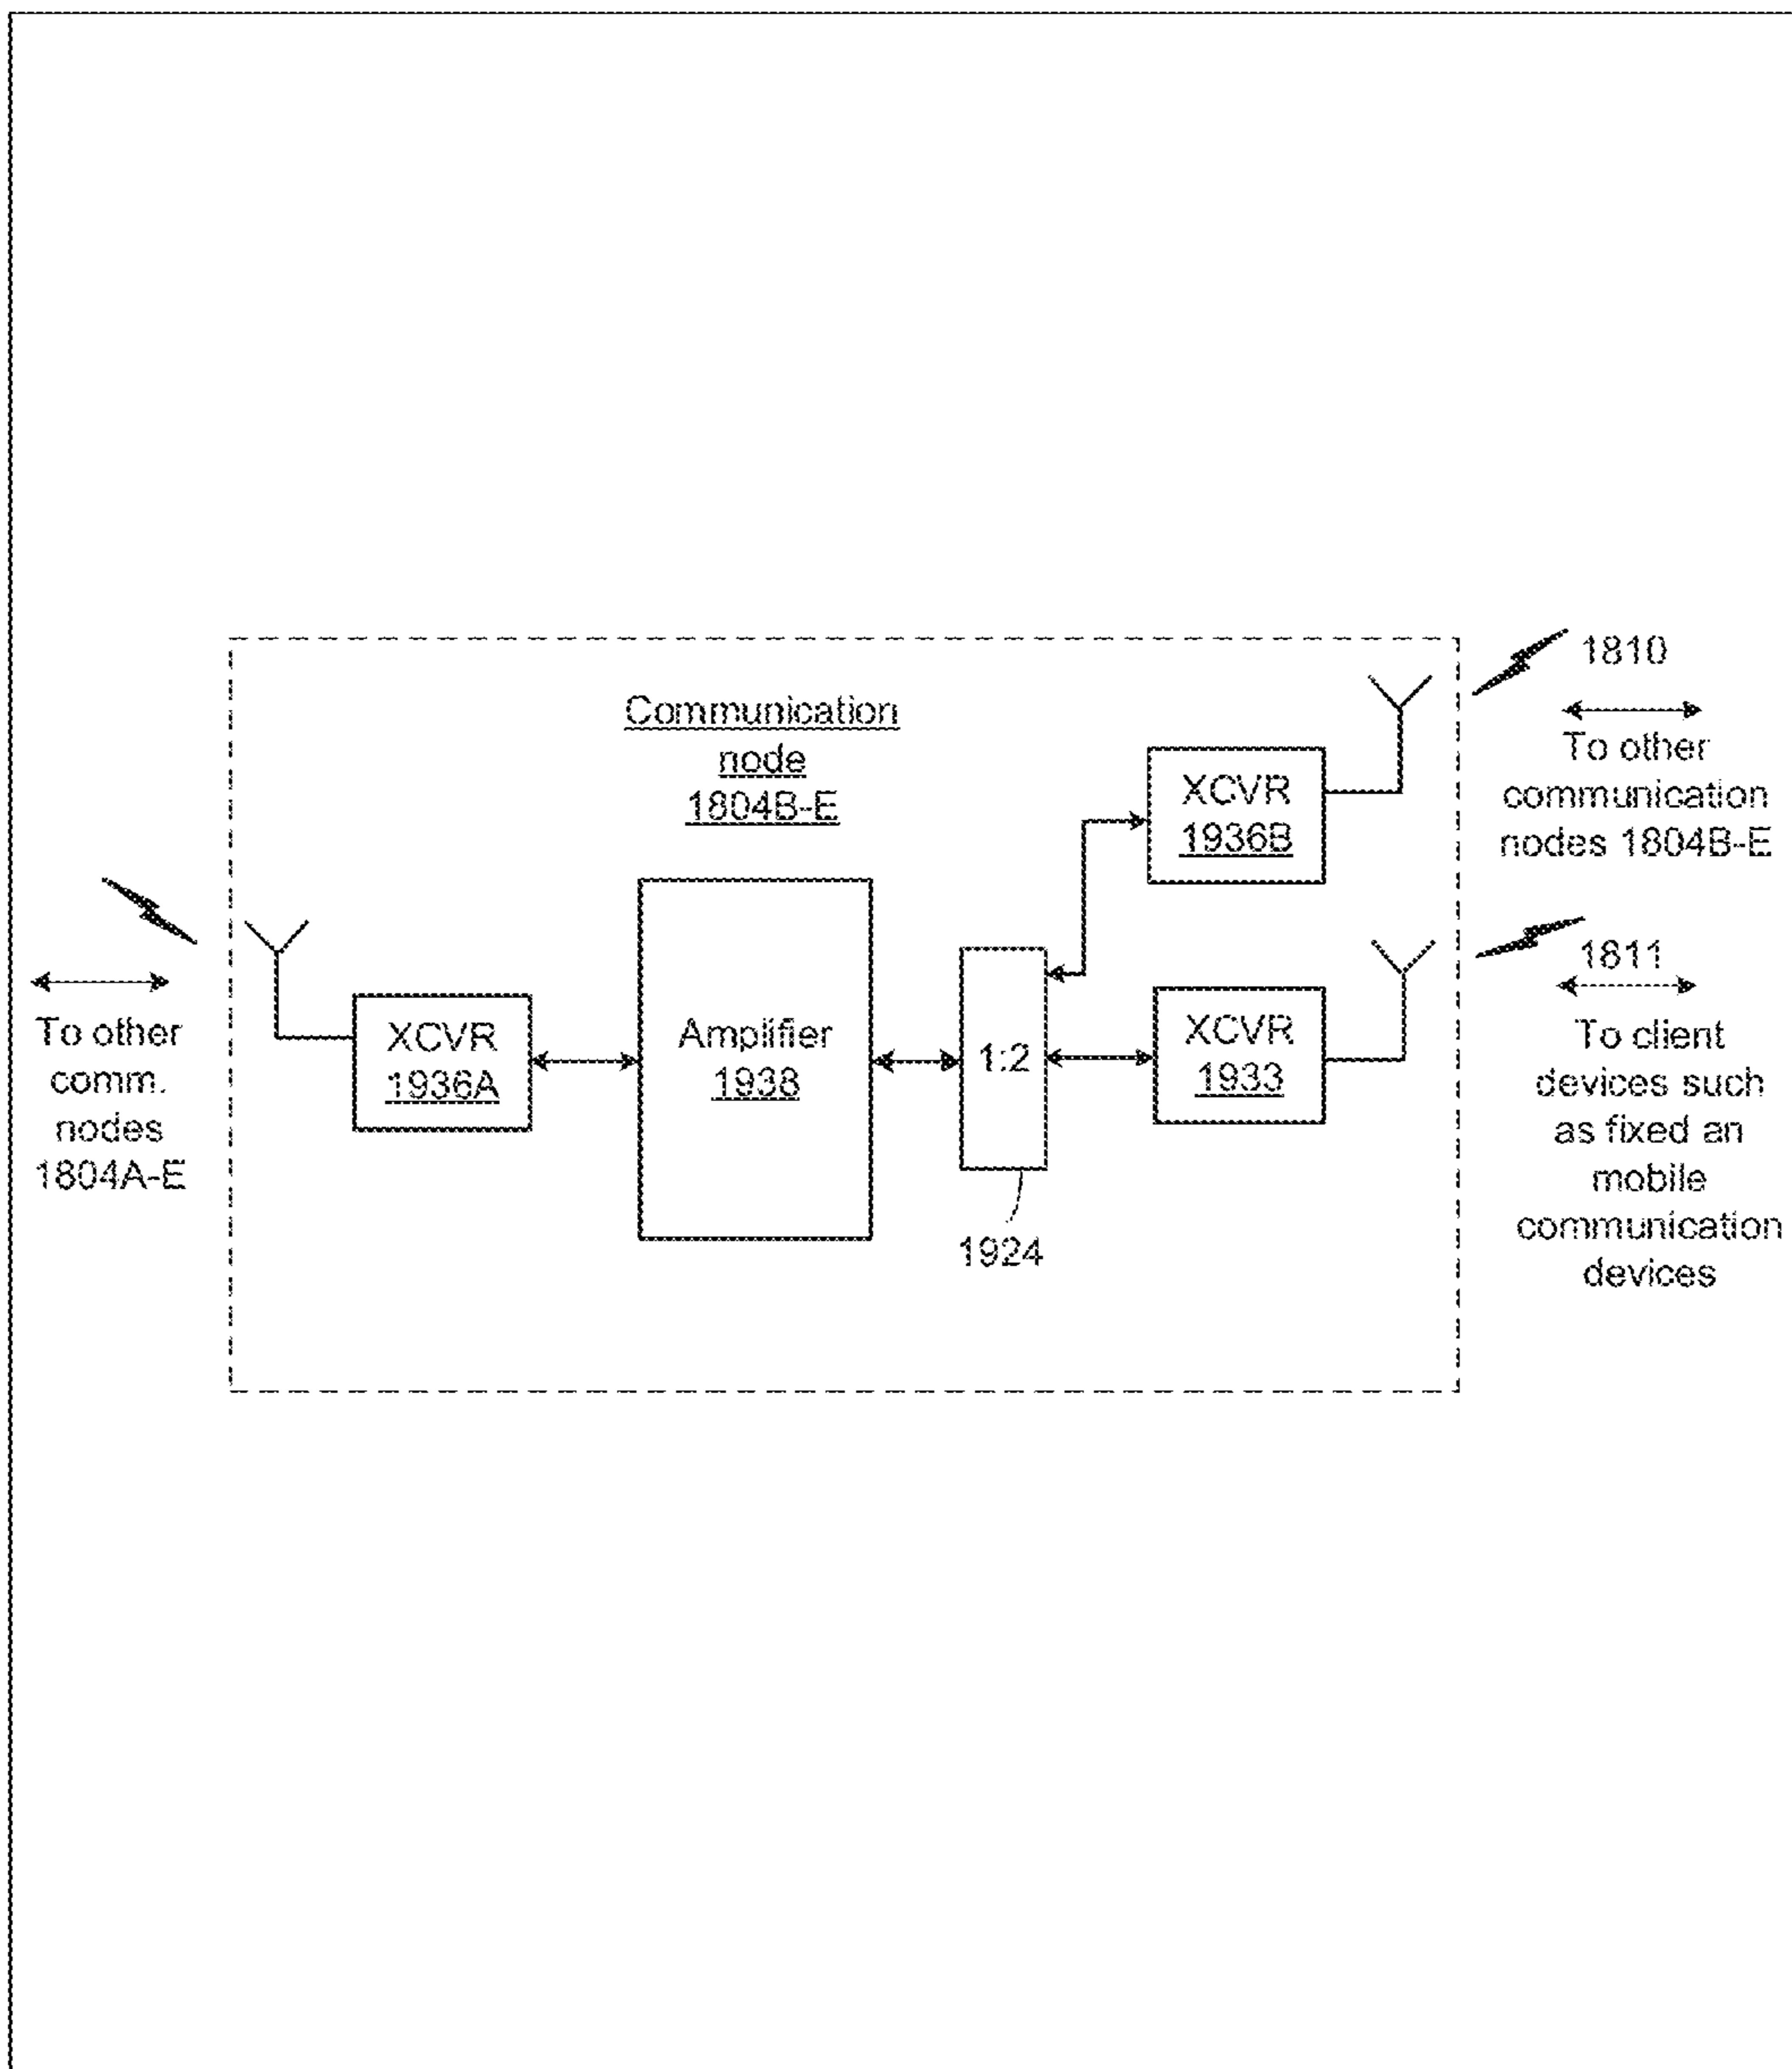 Communication
node
1804B-E
1810
To other
communication
nodes 1804B-E
XCVR
1936B
To other
comm.
nodes
1804A-E
XCVR
1936A
Amplifier
1938
1:2
1924
XCVR
1933
1811
To client
devices such
as fixed an
mobile
communication
devices